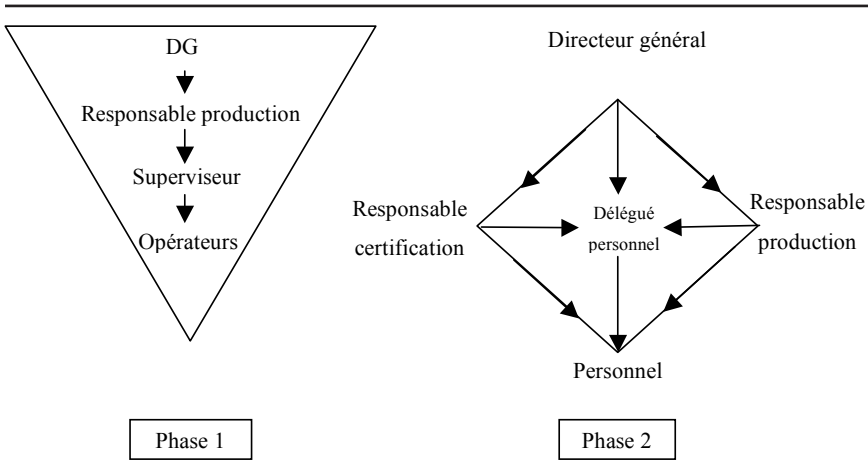 DG
Responsable production
Superviseur
Opérateurs
Phase 1
Directeur général
Responsable
certification
Délégué
personnel
Responsable
production
Personnel
Phase 2